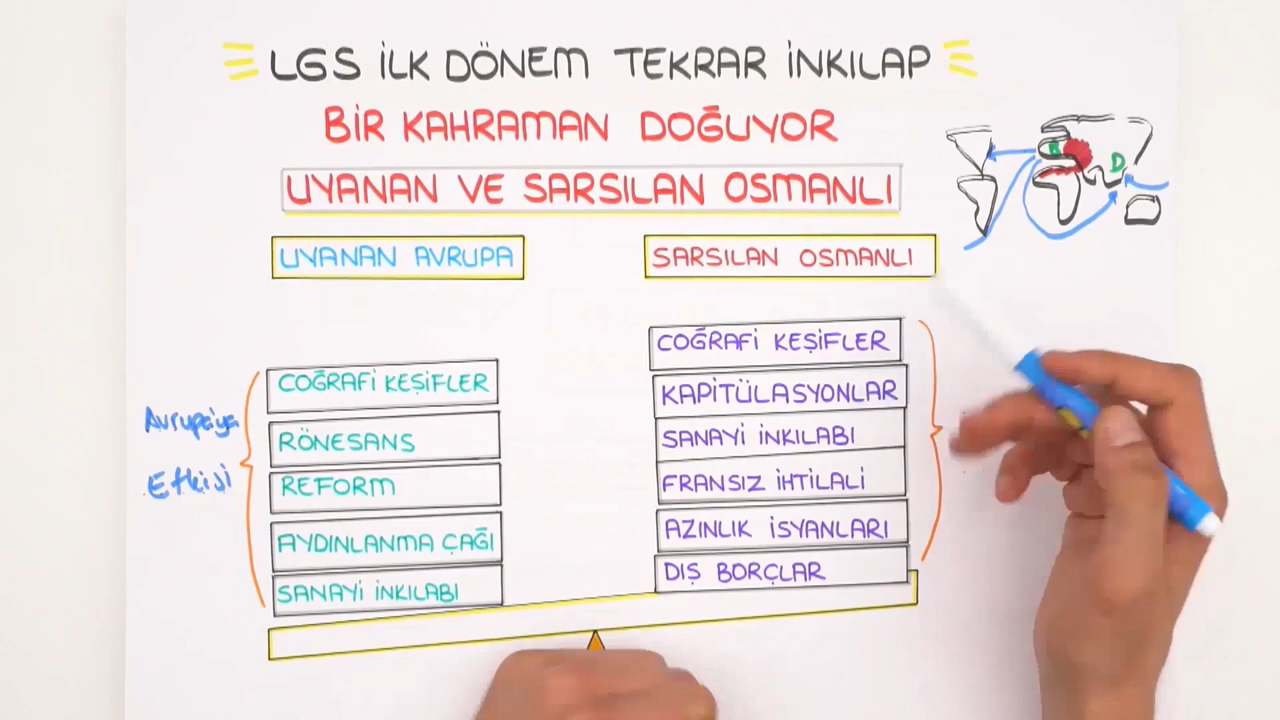 LGS İLK DÖNEM TEKRAR İNKILAP
BİR KAHRAMAN DOĞUYOR
UYANAN VE SARSILAN OSMANLI
UYANAN AVRUPA
SARSILAN OSMANLI
Avrupa'ya
Etkisi
COĞRAFİ KEŞİFLER
RÖNESANS
REFORM
AYDINLANMA ÇAĞI
SANAYİ İNKILABI
COĞRAFİ KEŞİFLER
KAPİTÜLASYONLAR
SANAYİ İNKILABI
FRANSIZ İHTİLALİ
AZINLIK İSYANLARI
DIŞ BORÇLAR
D